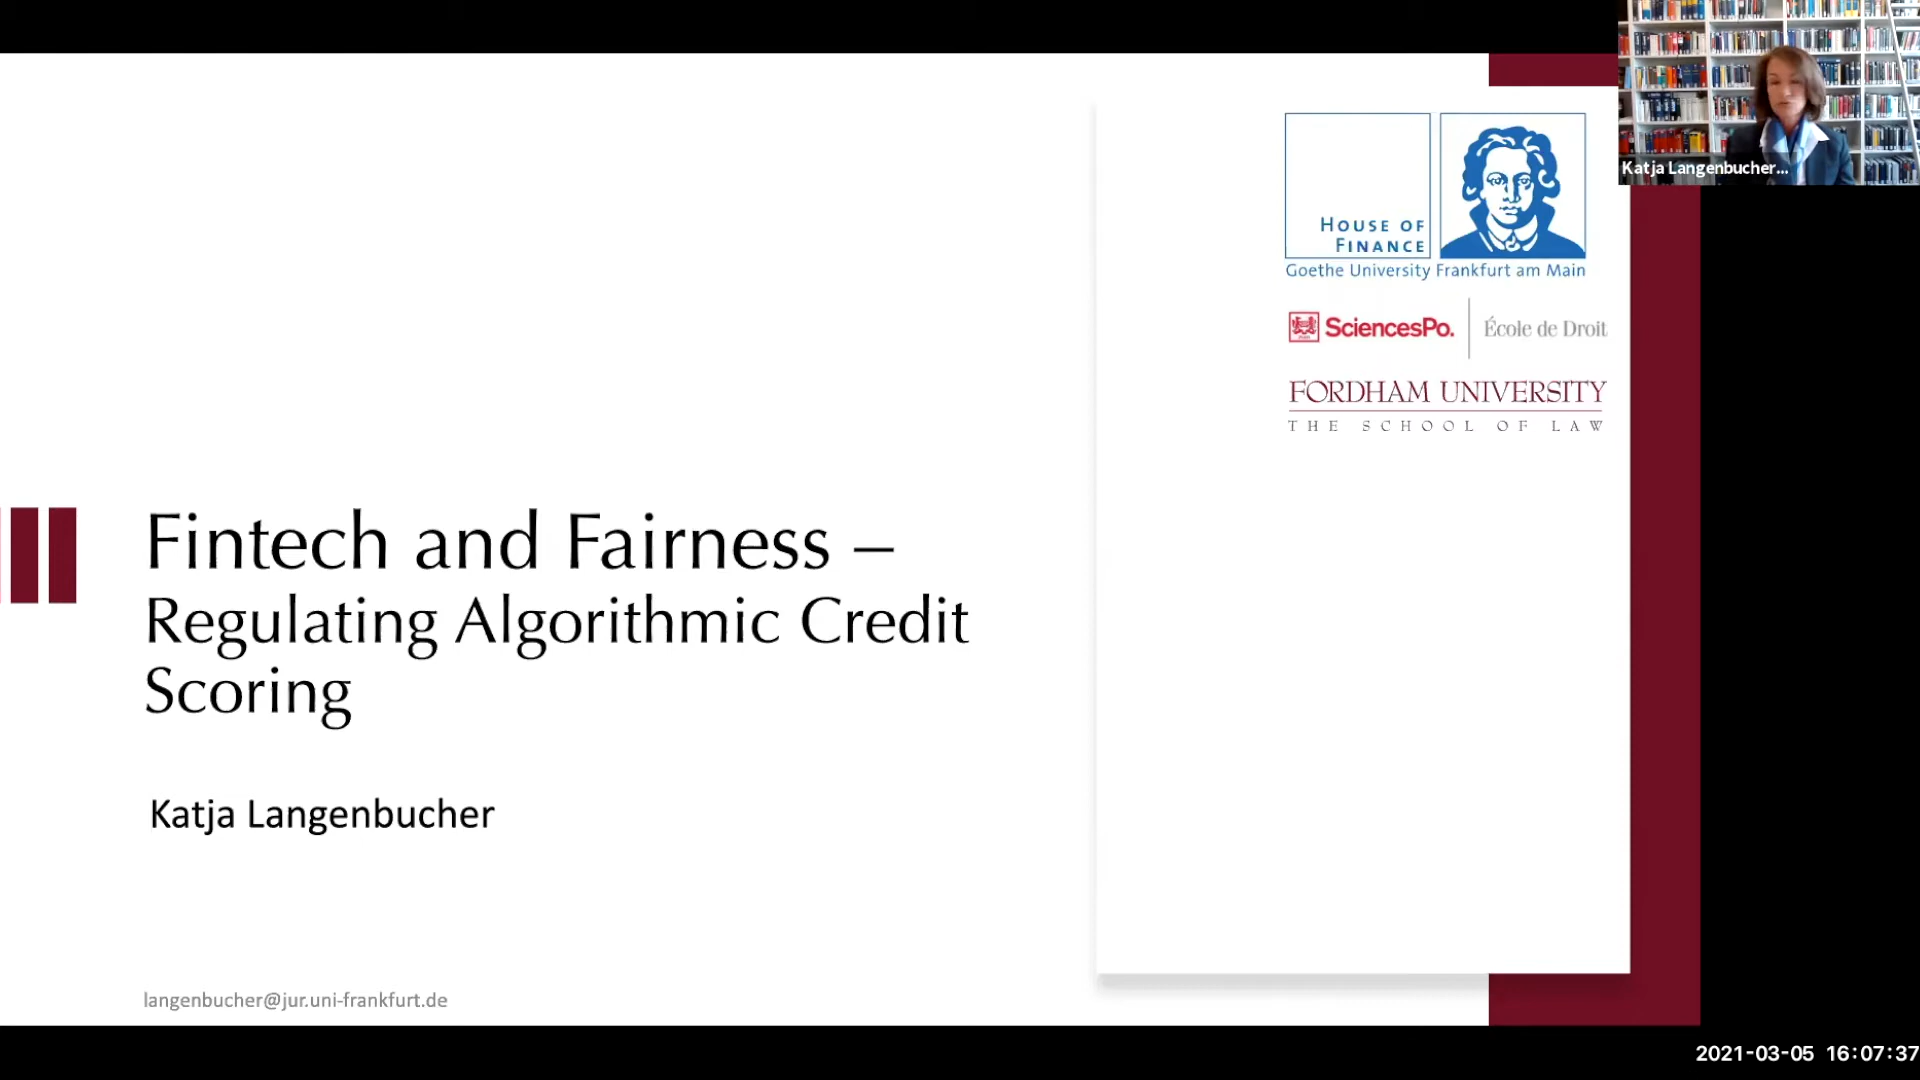 Katja Langenbucher...
HOUSE OF
FINANCE
Goethe University Frankfurt am Main
SciencesPo.
École de Droit
FORDHAM UNIVERSITY
THE SCHOOL OF LAW
Fintech and Fairness –
Regulating Algorithmic Credit
Scoring
Katja Langenbucher
langenbucher@jur.uni-frankfurt.de
2021-03-05 16:07:37